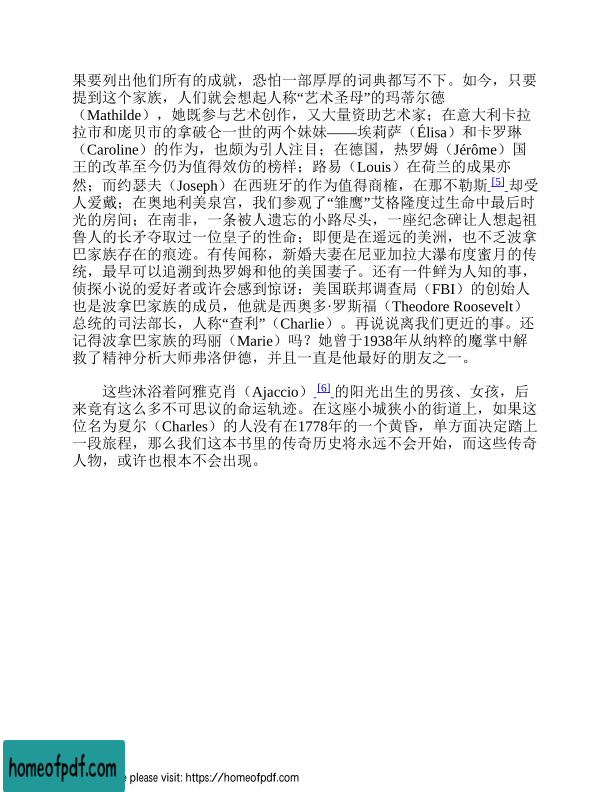 果要列出他们所有的成就，恐怕一部厚厚的词典都写不下。如今，只要
提到这个家族，人们就会想起人称“艺术圣母”的玛蒂尔德
（Mathilde），她既参与艺术创作，又大量资助艺术家；在意大利卡拉
拉市和庞贝市的拿破仑一世的两个妹妹——埃莉萨（Élisa）和卡罗琳
（Caroline）的作为，也颇为引人注目；在德国，热罗姆（Jérôme）国
王的改革至今仍为值得效仿的榜样；路易（Louis）在荷兰的成果亦
然；而约瑟夫（Joseph）在西班牙的作为值得商榷，在那不勒斯 [5] 却受
人爱戴；在奥地利美泉宫，我们参观了“雏鹰”艾格隆度过生命中最后时
光的房间；在南非，一条被人遗忘的小路尽头，一座纪念碑让人想起祖
鲁人的长矛夺取过一位皇子的性命；即便是在遥远的美洲，也不乏波拿
巴家族存在的痕迹。有传闻称，新婚夫妻在尼亚加拉大瀑布度蜜月的传
统，最早可以追溯到热罗姆和他的美国妻子。还有一件鲜为人知的事，
侦探小说的爱好者或许会感到惊讶：美国联邦调查局（FBI）的创始人
也是波拿巴家族的成员，他就是西奥多·罗斯福（Theodore Roosevelt）
总统的司法部长，人称“查利”（Charlie）。再说说离我们更近的事。还
记得波拿巴家族的玛丽（Marie）吗？她曾于1938年从纳粹的魔掌中解
救了精神分析大师弗洛伊德，并且一直是他最好的朋友之一。
这些沐浴着阿雅克肖（Ajaccio） [6] 的阳光出生的男孩、女孩，后
来竟有这么多不可思议的命运轨迹。在这座小城狭小的街道上，如果这
位名为夏尔（Charles）的人没有在1778年的一个黄昏，单方面决定踏上
一段旅程，那么我们这本书里的传奇历史将永远不会开始，而这些传奇
人物，或许也根本不会出现。
homeofpdf.com
please visit: https://homeofpdf.com